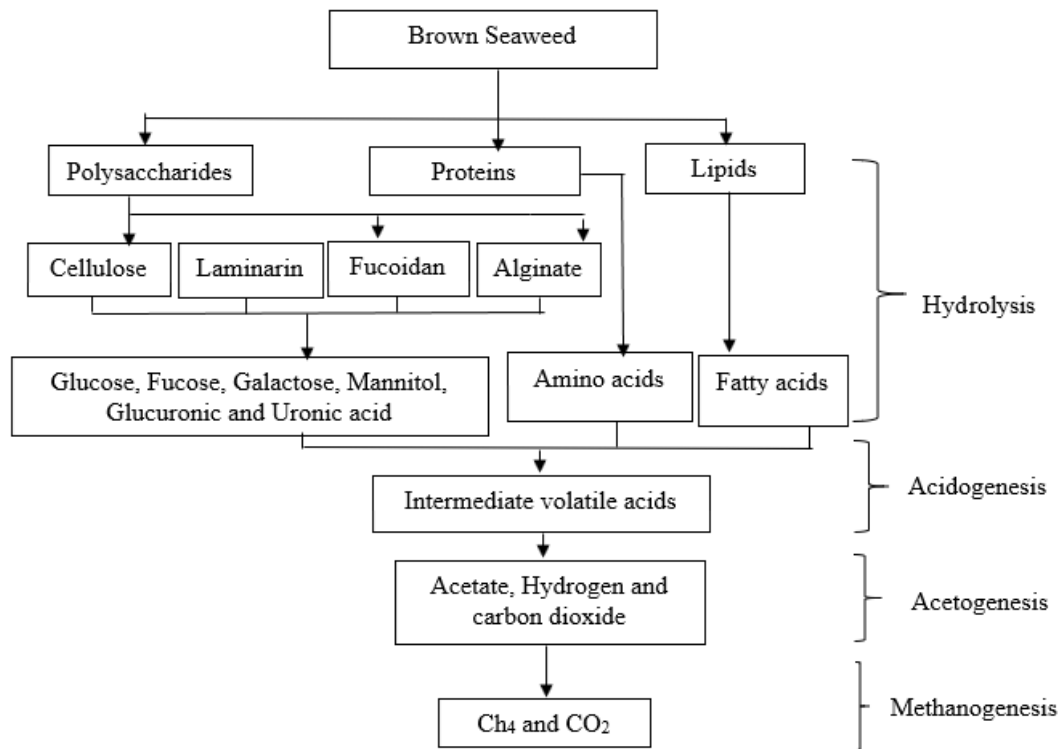 Brown Seaweed
Polysaccharides
Proteins
Lipids
Cellulose
Laminarin
Fucoidan
Alginate
Hydrolysis
Glucose, Fucose, Galactose, Mannitol,
Glucuronic and Uronic acid
Amino acids
Fatty acids
Intermediate volatile acids
Acidogenesis
Acetate, Hydrogen and
carbon dioxide
Acetogenesis
Ch₄ and CO₂
Methanogenesis